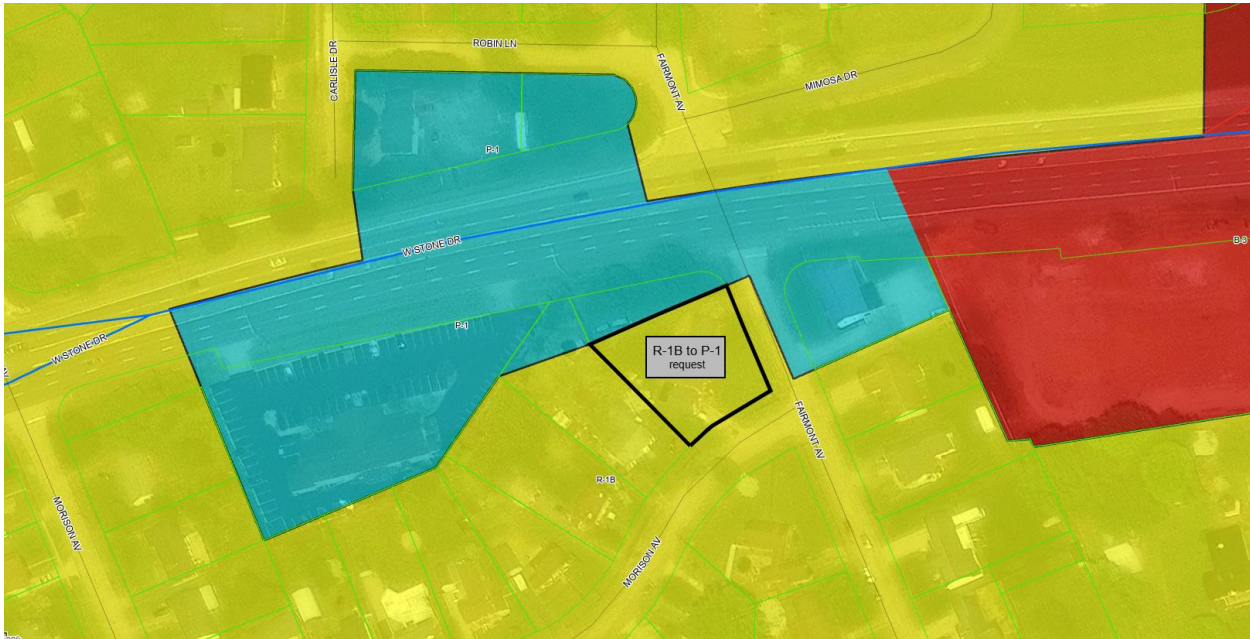 ROBIN LN
CARLISLE DR
FAIRMONT AV
MIMOSA DR
P-1
W STONE DR
B-3
P-1
W STONE DR
R-1B to P-1
request
FAIRMONT AV
R-1B
MORISON AV
MORISON AV